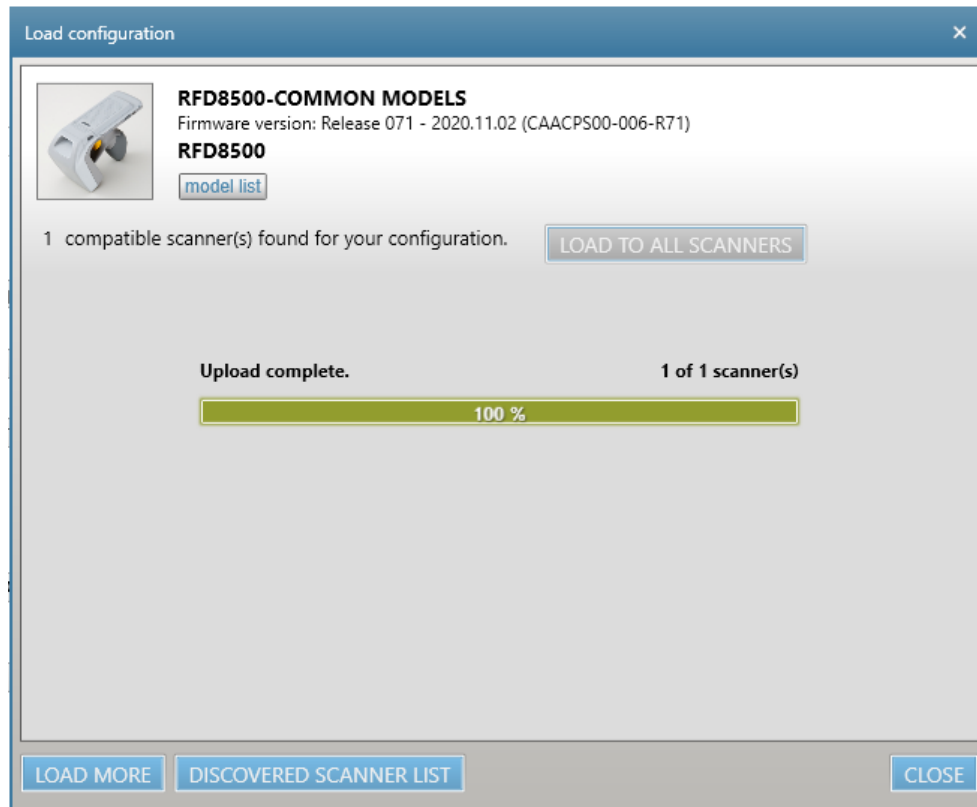 Load configuration
RFD8500-COMMON MODELS
Firmware version: Release 071 - 2020.11.02 (CAACPS00-006-R71)
RFD8500
model list
1 compatible scanner(s) found for your configuration.
LOAD TO ALL SCANNERS
Upload complete. 1 of 1 scanner(s)
100 %
LOAD MORE DISCOVERED SCANNER LIST CLOSE